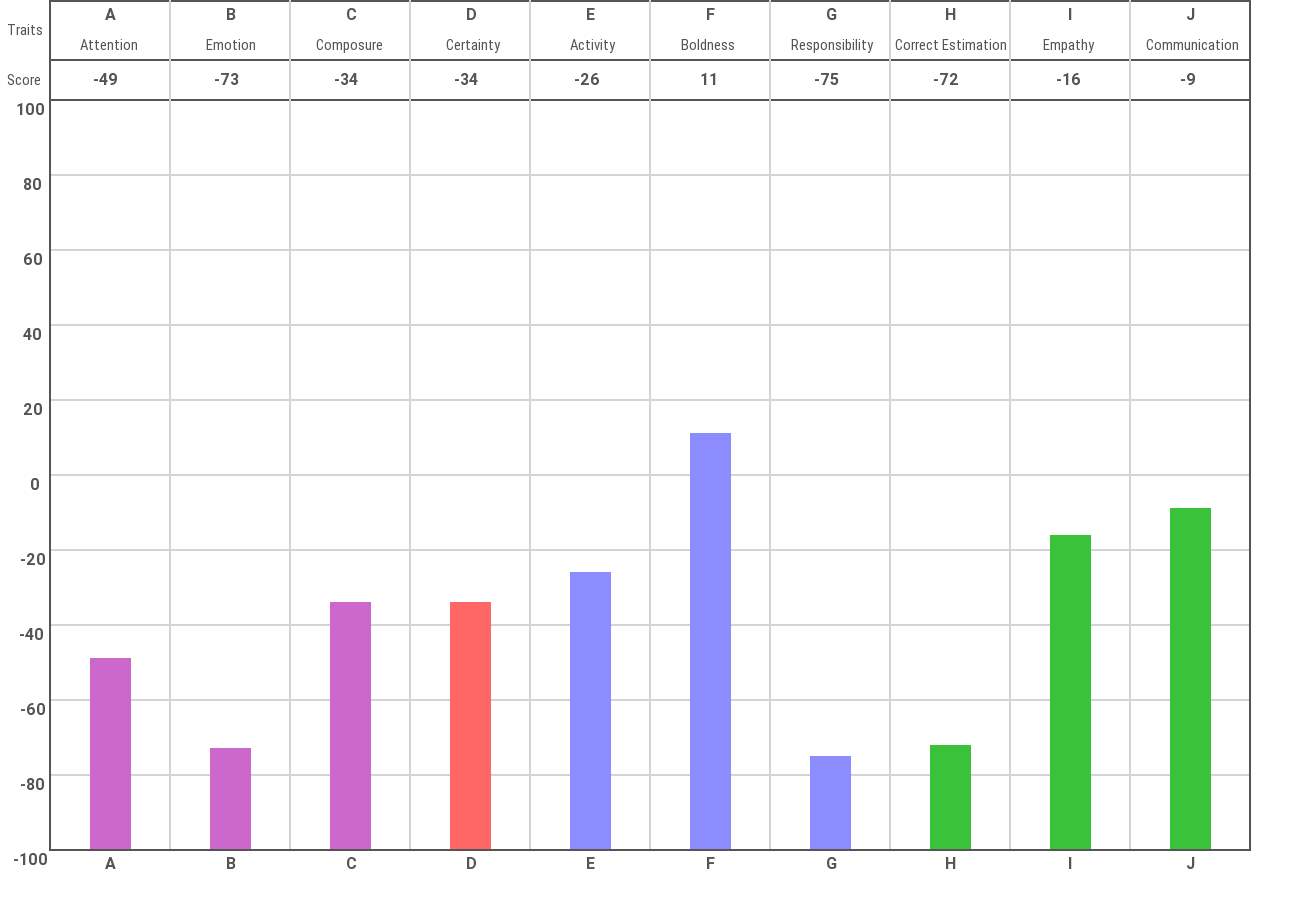 A B C D E F G H I J
Traits
Attention Emotion Composure Certainty Activity Boldness Responsibility Correct Estimation Empathy Communication
Score -49 -73 -34 -34 -26 11 -75 -72 -16 -9
100
80
60
40
20
0
-20
-40
-60
-80
-100
A B C D E F G H I J